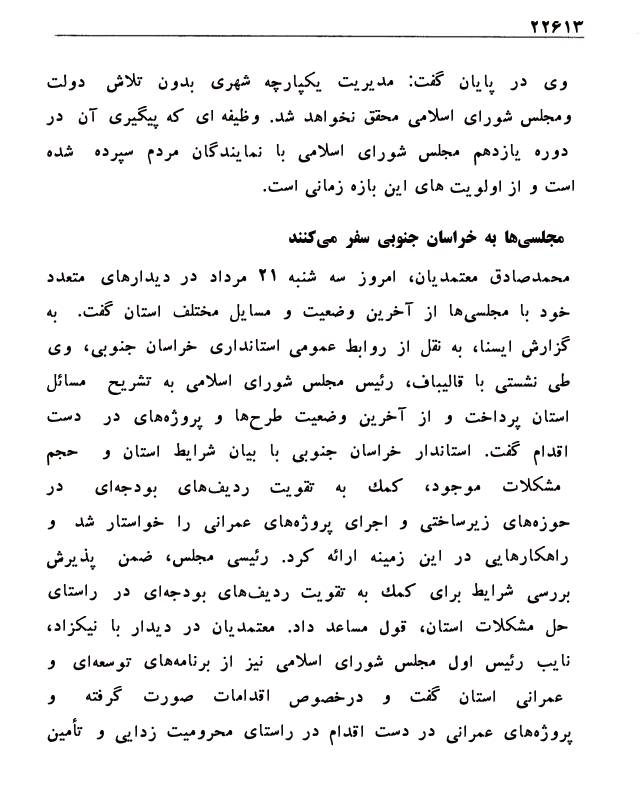 ۲۲۶۱۳
وی در پایان گفت: مدیریت یکپارچه شهری بدون تلاش دولت
ومجلس شورای اسلامی محقق نخواهد شد. وظیفه ای که پیگیری آن در
دوره یازدهم مجلس شورای اسلامی با نمایندگان مردم سپرده شده
است و از اولویت های این بازه زمانی است.
مجلسی‌ها به خراسان جنوبی سفر می‌کنند
محمدصادق معتمدیان، امروز سه شنبه ۲۱ مرداد در دیدارهای متعدد
خود با مجلسی‌ها از آخرین وضعیت و مسایل مختلف استان گفت. به
گزارش ایسنا، به نقل از روابط عمومی استانداری خراسان جنوبی، وی
طی نشستی با قالیباف، رئیس مجلس شورای اسلامی به تشریح مسائل
استان پرداخت و از آخرین وضعیت طرح‌ها و پروژه‌های در دست
اقدام گفت. استاندار خراسان جنوبی با بیان شرایط استان و حجم
مشکلات موجود، کمك به تقویت ردیف‌های بودجه‌ای در
حوزه‌های زیرساختی و اجرای پروژه‌های عمرانی را خواستار شد و
راهکارهایی در این زمینه ارائه کرد. رئیسی مجلس، ضمن پذیرش
بررسی شرایط برای کمك به تقویت ردیف‌های بودجه‌ای در راستای
حل مشکلات استان، قول مساعد داد. معتمدیان در دیدار با نیکزاد،
نایب رئیس اول مجلس شورای اسلامی نیز از برنامه‌های توسعه‌ای و
عمرانی استان گفت و درخصوص اقدامات صورت گرفته و
پروژه‌های عمرانی در دست اقدام در راستای محرومیت زدایی و تأمین